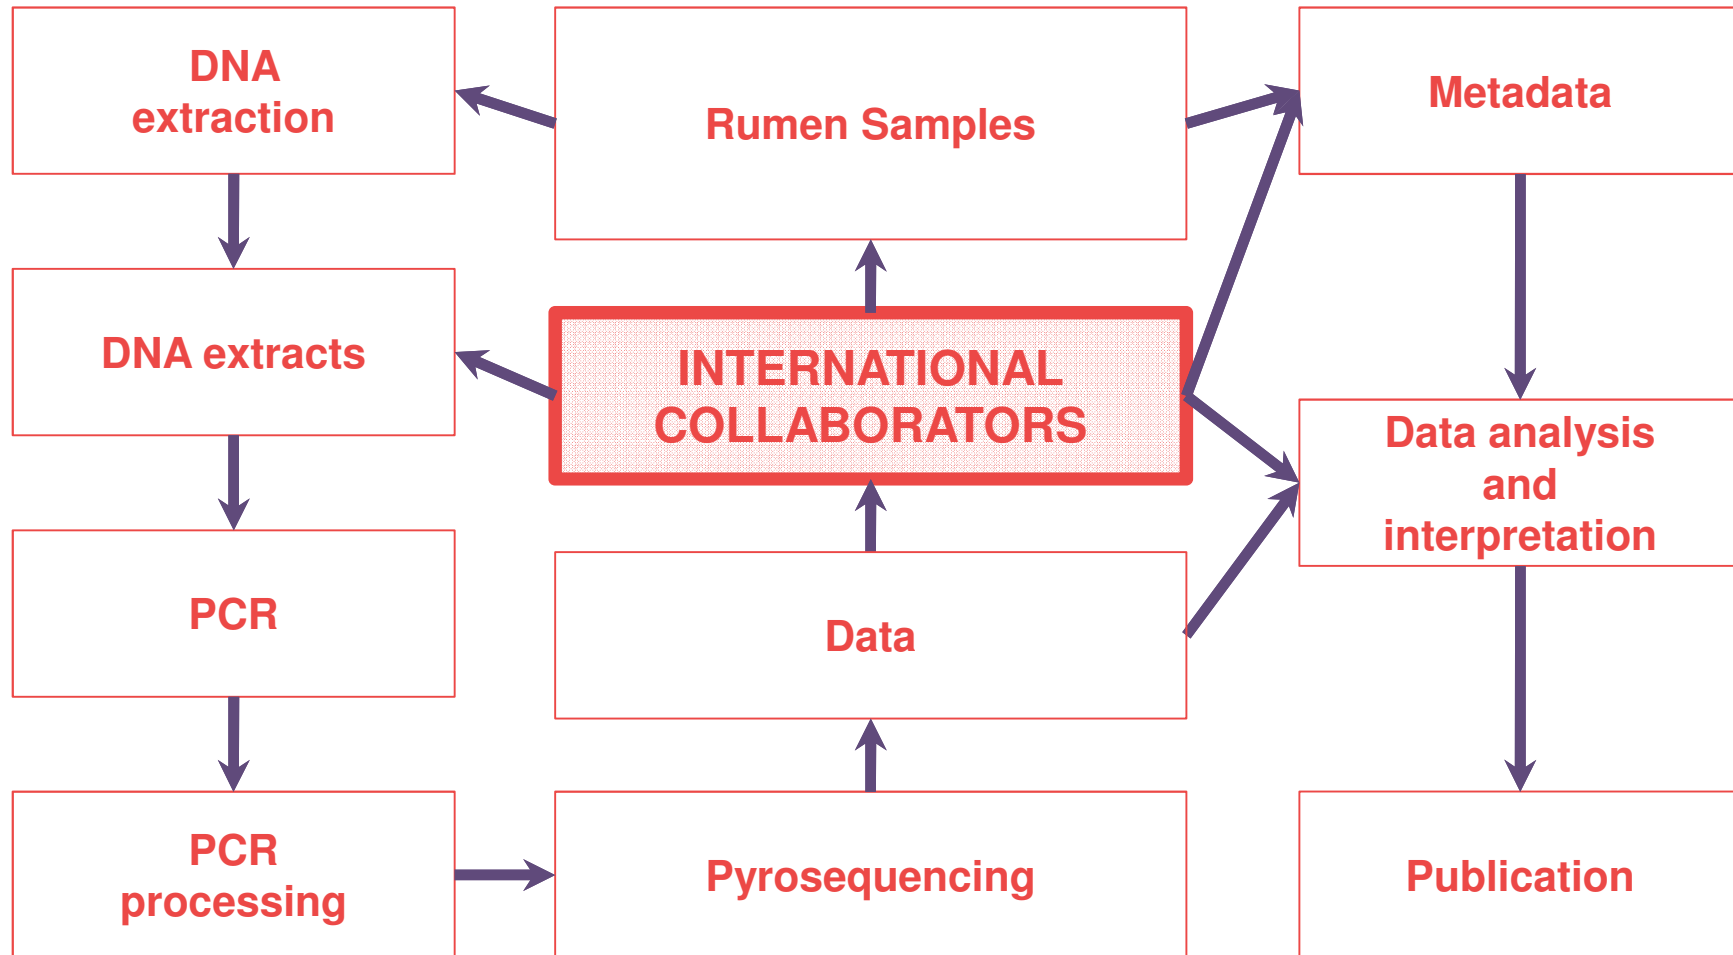 DNA
extraction
Rumen Samples
Metadata
DNA extracts
INTERNATIONAL
COLLABORATORS
Data analysis
and
interpretation
PCR
Data
PCR
processing
Pyrosequencing
Publication